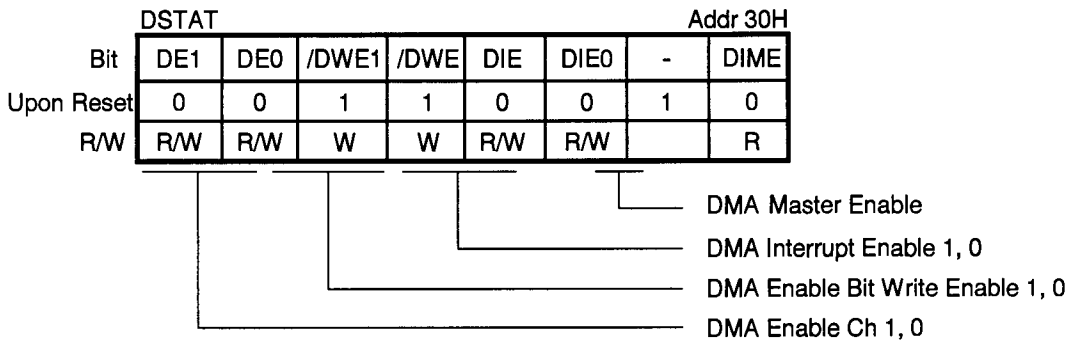 DSTAT Addr 30H
Bit DE1 DE0 /DWE1 /DWE DIE DIE0 - DIME
Upon Reset 0 0 1 1 0 0 1 0
R/W R/W R/W W W R/W R/W R
DMA Master Enable
DMA Interrupt Enable 1, 0
DMA Enable Bit Write Enable 1, 0
DMA Enable Ch 1, 0